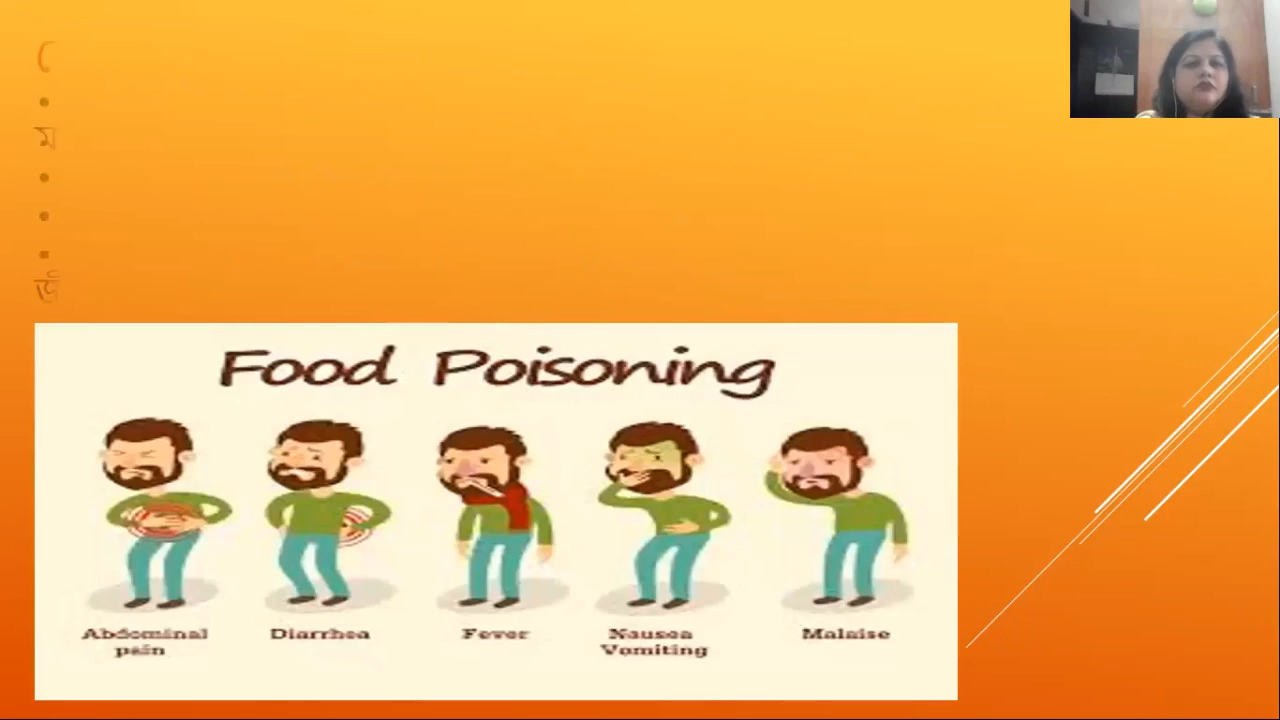 Food Poisoning
Abdominal pain
Diarrhea
Fever
Nausea Vomiting
Malaise